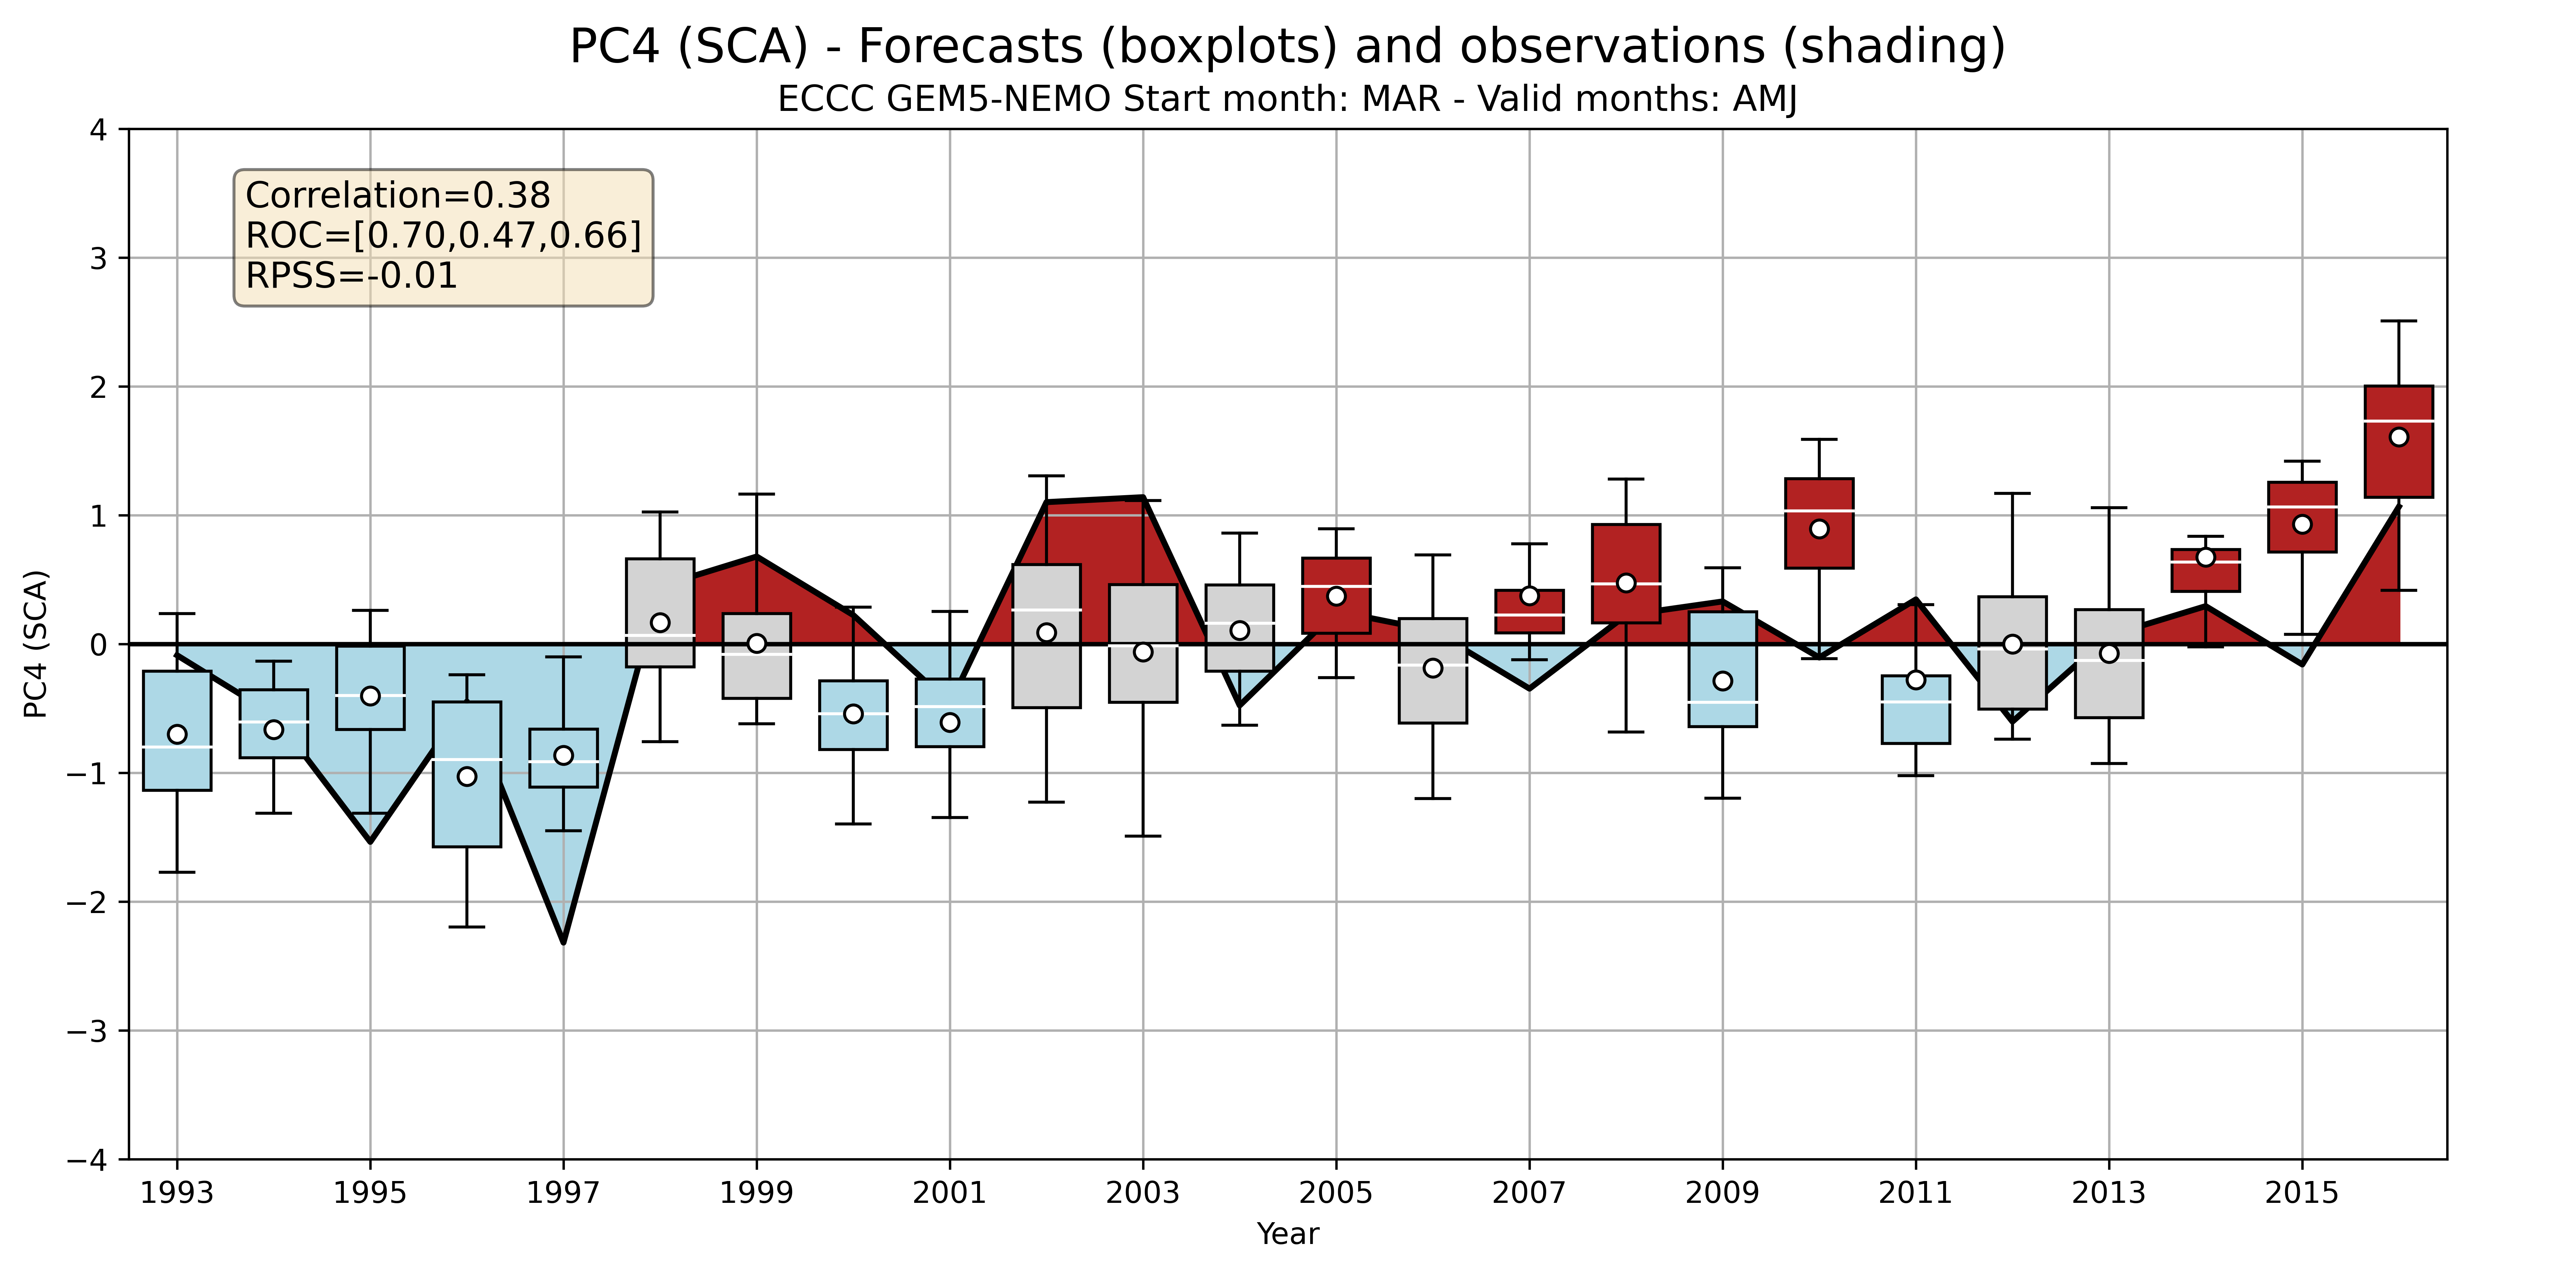 PC4 (SCA) - Forecasts (boxplots) and observations (shading)
ECCC GEM5-NEMO Start month: MAR - Valid months: AMJ
Correlation=0.38
ROC=[0.70,0.47,0.66]
RPSS=-0.01
PC4 (SCA)
4
3
2
1
0
−1
−2
−3
−4
1993 1995 1997 1999 2001 2003 2005 2007 2009 2011 2013 2015
Year